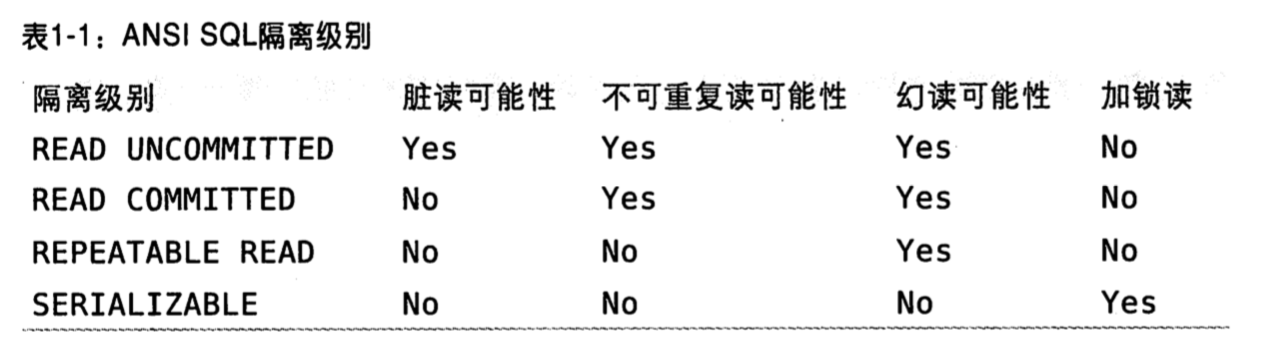 表1-1：ANSI SQL隔离级别
隔离级别 脏读可能性 不可重复读可能性 幻读可能性 加锁读
READ UNCOMMITTED Yes Yes Yes No
READ COMMITTED No Yes Yes No
REPEATABLE READ No No Yes No
SERIALIZABLE No No No Yes